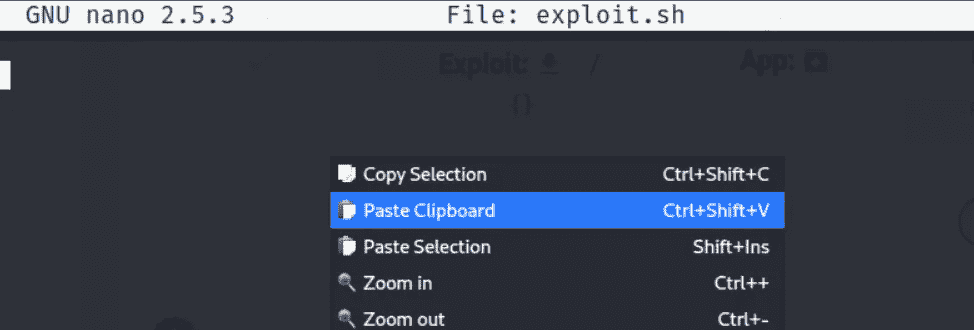 GNU nano 2.5.3 File: exploit.sh
Exploit: / App:
{}
Copy Selection Ctrl+Shift+C
Paste Clipboard Ctrl+Shift+V
Paste Selection Shift+Ins
Zoom in Ctrl++
Zoom out Ctrl+-